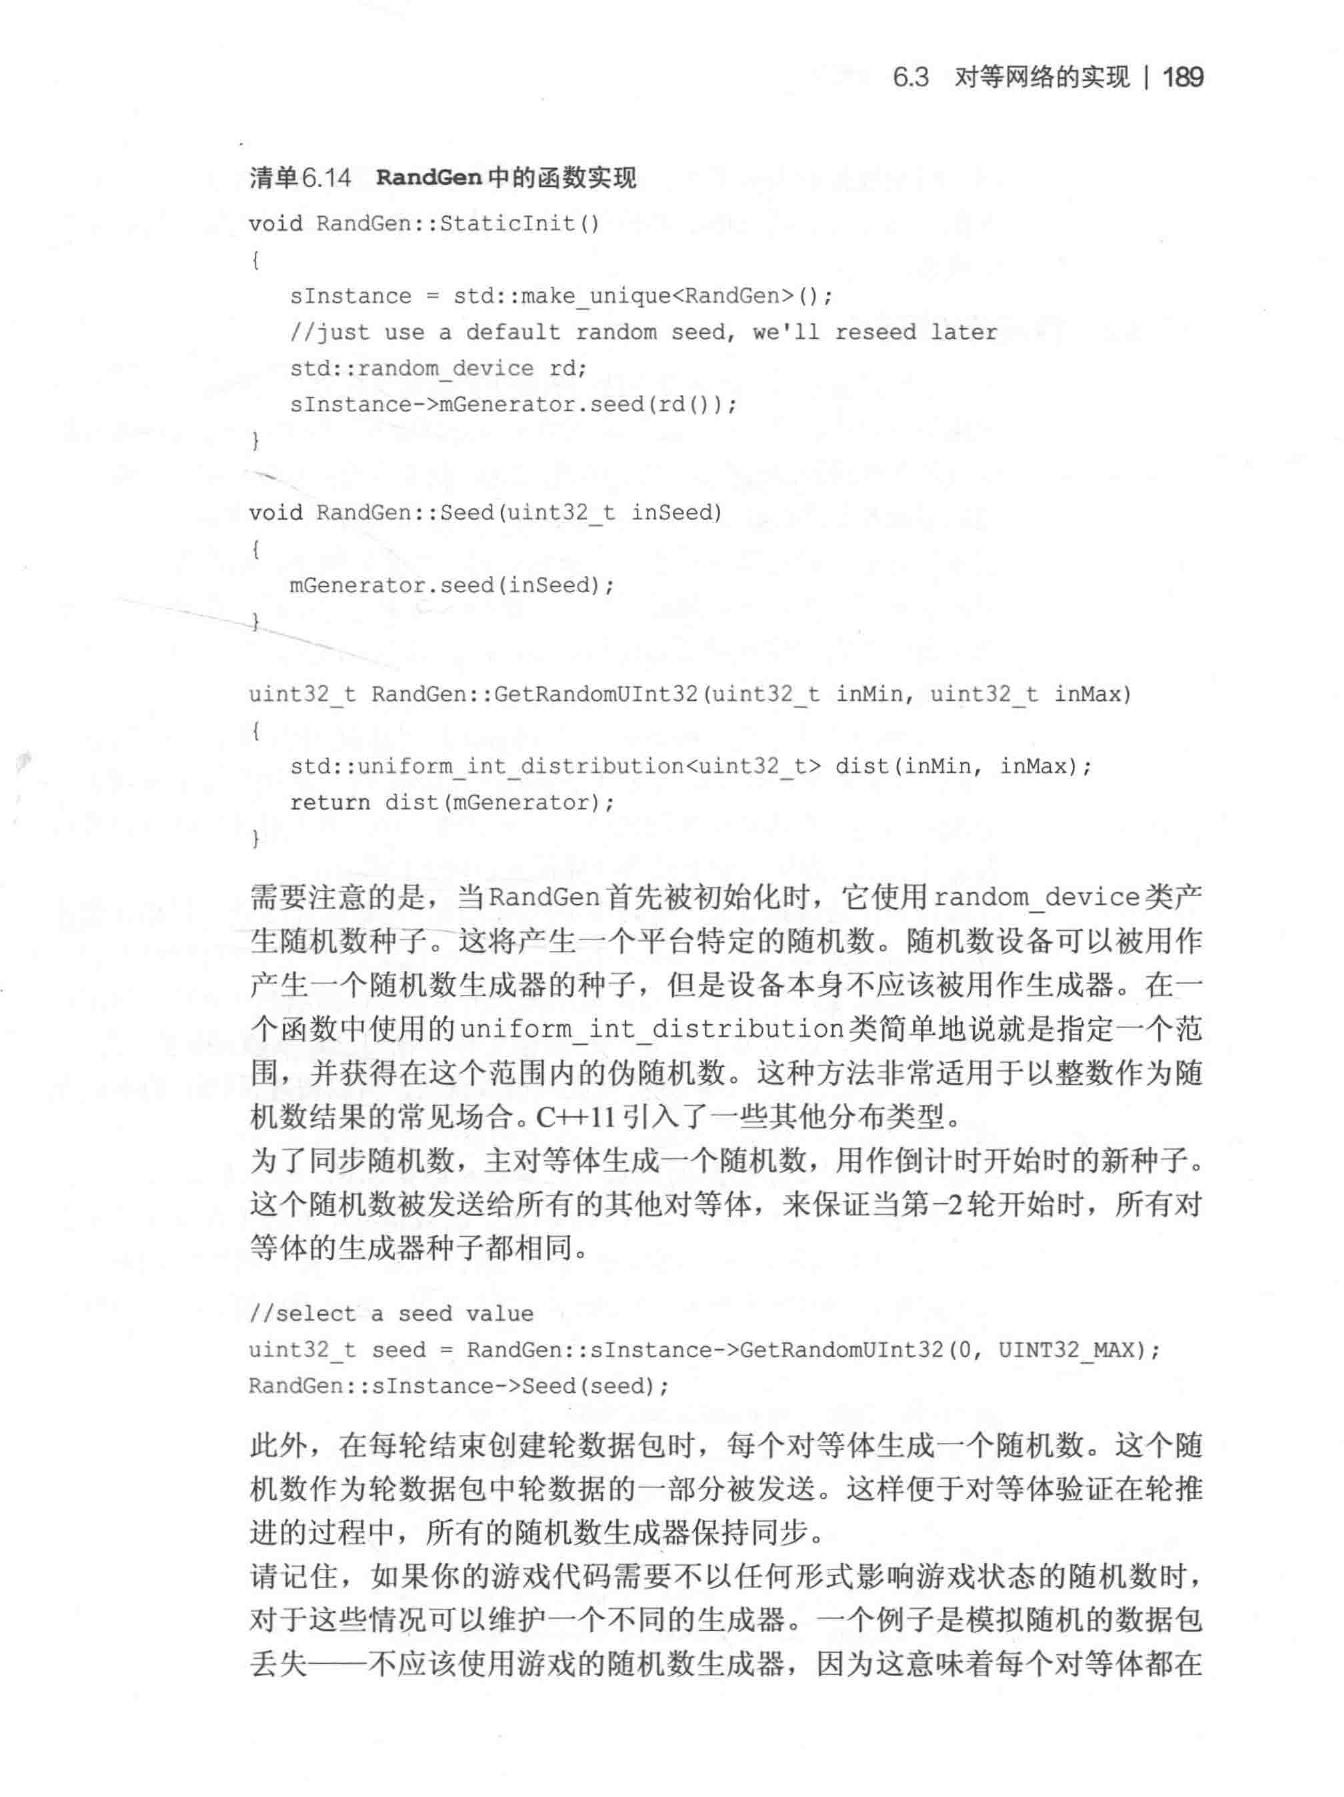 6.3 对等网络的实现 | 189
清单6.14 RandGen中的函数实现
void RandGen::StaticInit()
{
sInstance = std::make_unique<RandGen>();
//just use a default random seed, we'll reseed later
std::random_device rd;
sInstance->mGenerator.seed(rd());
}
void RandGen::Seed(uint32_t inSeed)
{
mGenerator.seed(inSeed);
}
uint32_t RandGen::GetRandomUInt32(uint32_t inMin, uint32_t inMax)
{
std::uniform_int_distribution<uint32_t> dist(inMin, inMax);
return dist(mGenerator);
}
需要注意的是，当RandGen首先被初始化时，它使用random_device类产
生随机数种子。这将产生一个平台特定的随机数。随机数设备可以被用作
产生一个随机数生成器的种子，但是设备本身不应该被用作生成器。在一
个函数中使用的uniform_int_distribution类简单地说就是指定一个范
围，并获得在这个范围内的伪随机数。这种方法非常适用于以整数作为随
机数结果的常见场合。C++11引入了一些其他分布类型。
为了同步随机数，主对等体生成一个随机数，用作倒计时开始时的新种子。
这个随机数被发送给所有的其他对等体，来保证当第-2轮开始时，所有对
等体的生成器种子都相同。
//select a seed value
uint32_t seed = RandGen::sInstance->GetRandomUInt32(0, UINT32_MAX);
RandGen::sInstance->Seed(seed);
此外，在每轮结束创建轮数据包时，每个对等体生成一个随机数。这个随
机数作为轮数据包中轮数据的一部分被发送。这样便于对等体验证在轮推
进的过程中，所有的随机数生成器保持同步。
请记住，如果你的游戏代码需要不以任何形式影响游戏状态的随机数时，
对于这些情况可以维护一个不同的生成器。一个例子是模拟随机的数据包
丢失——不应该使用游戏的随机数生成器，因为这意味着每个对等体都在